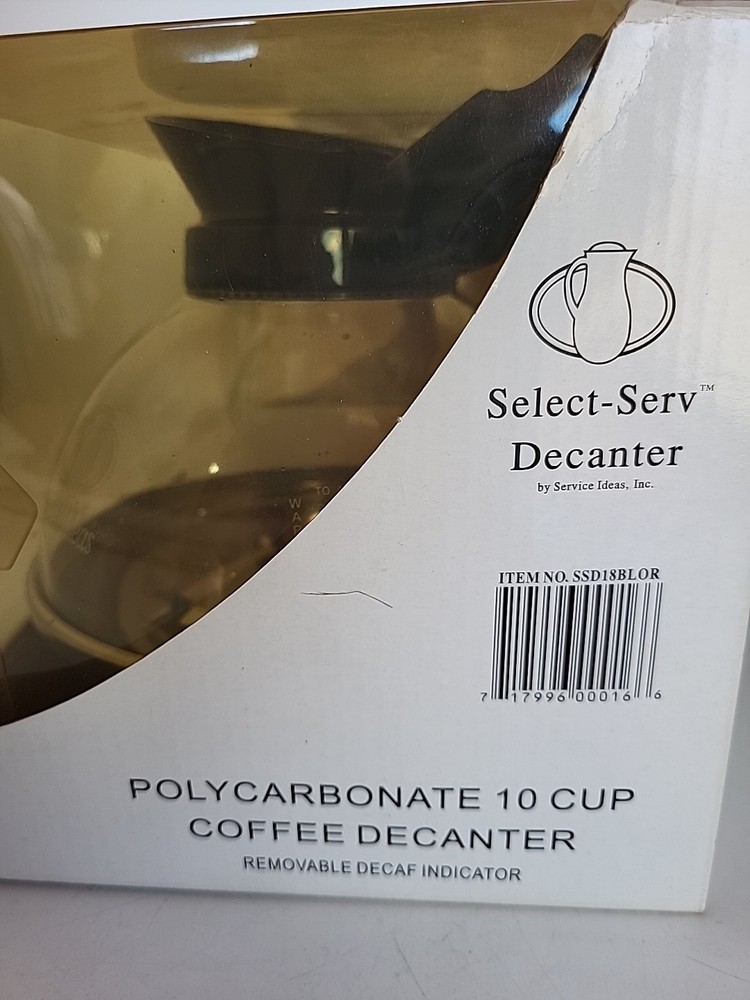 Select-Serv™
Decanter
by Service Ideas, Inc.
ITEM NO. SSD18BLOR
7 17996 00016 6
POLYCARBONATE 10 CUP
COFFEE DECANTER
REMOVABLE DECAF INDICATOR
TO